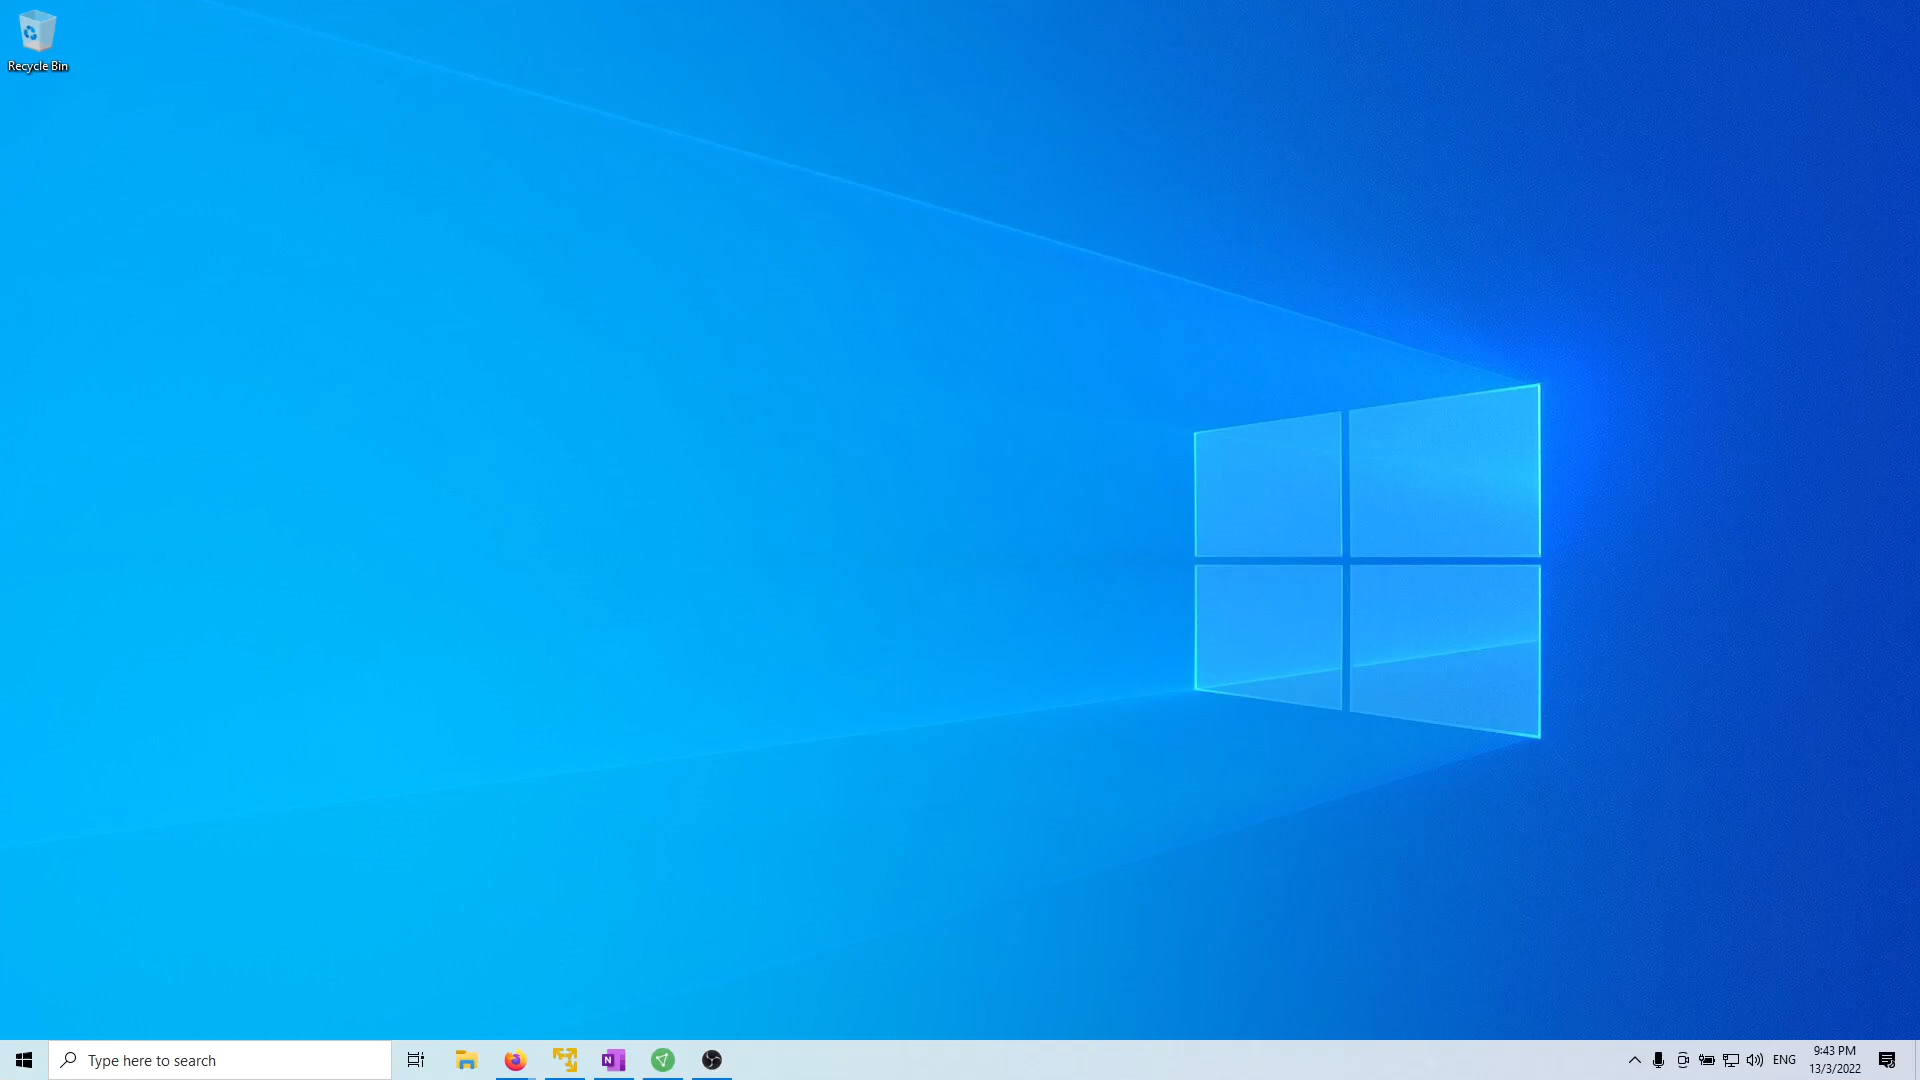 Recycle Bin
Type here to search
N
ENG
9:43 PM
13/3/2022